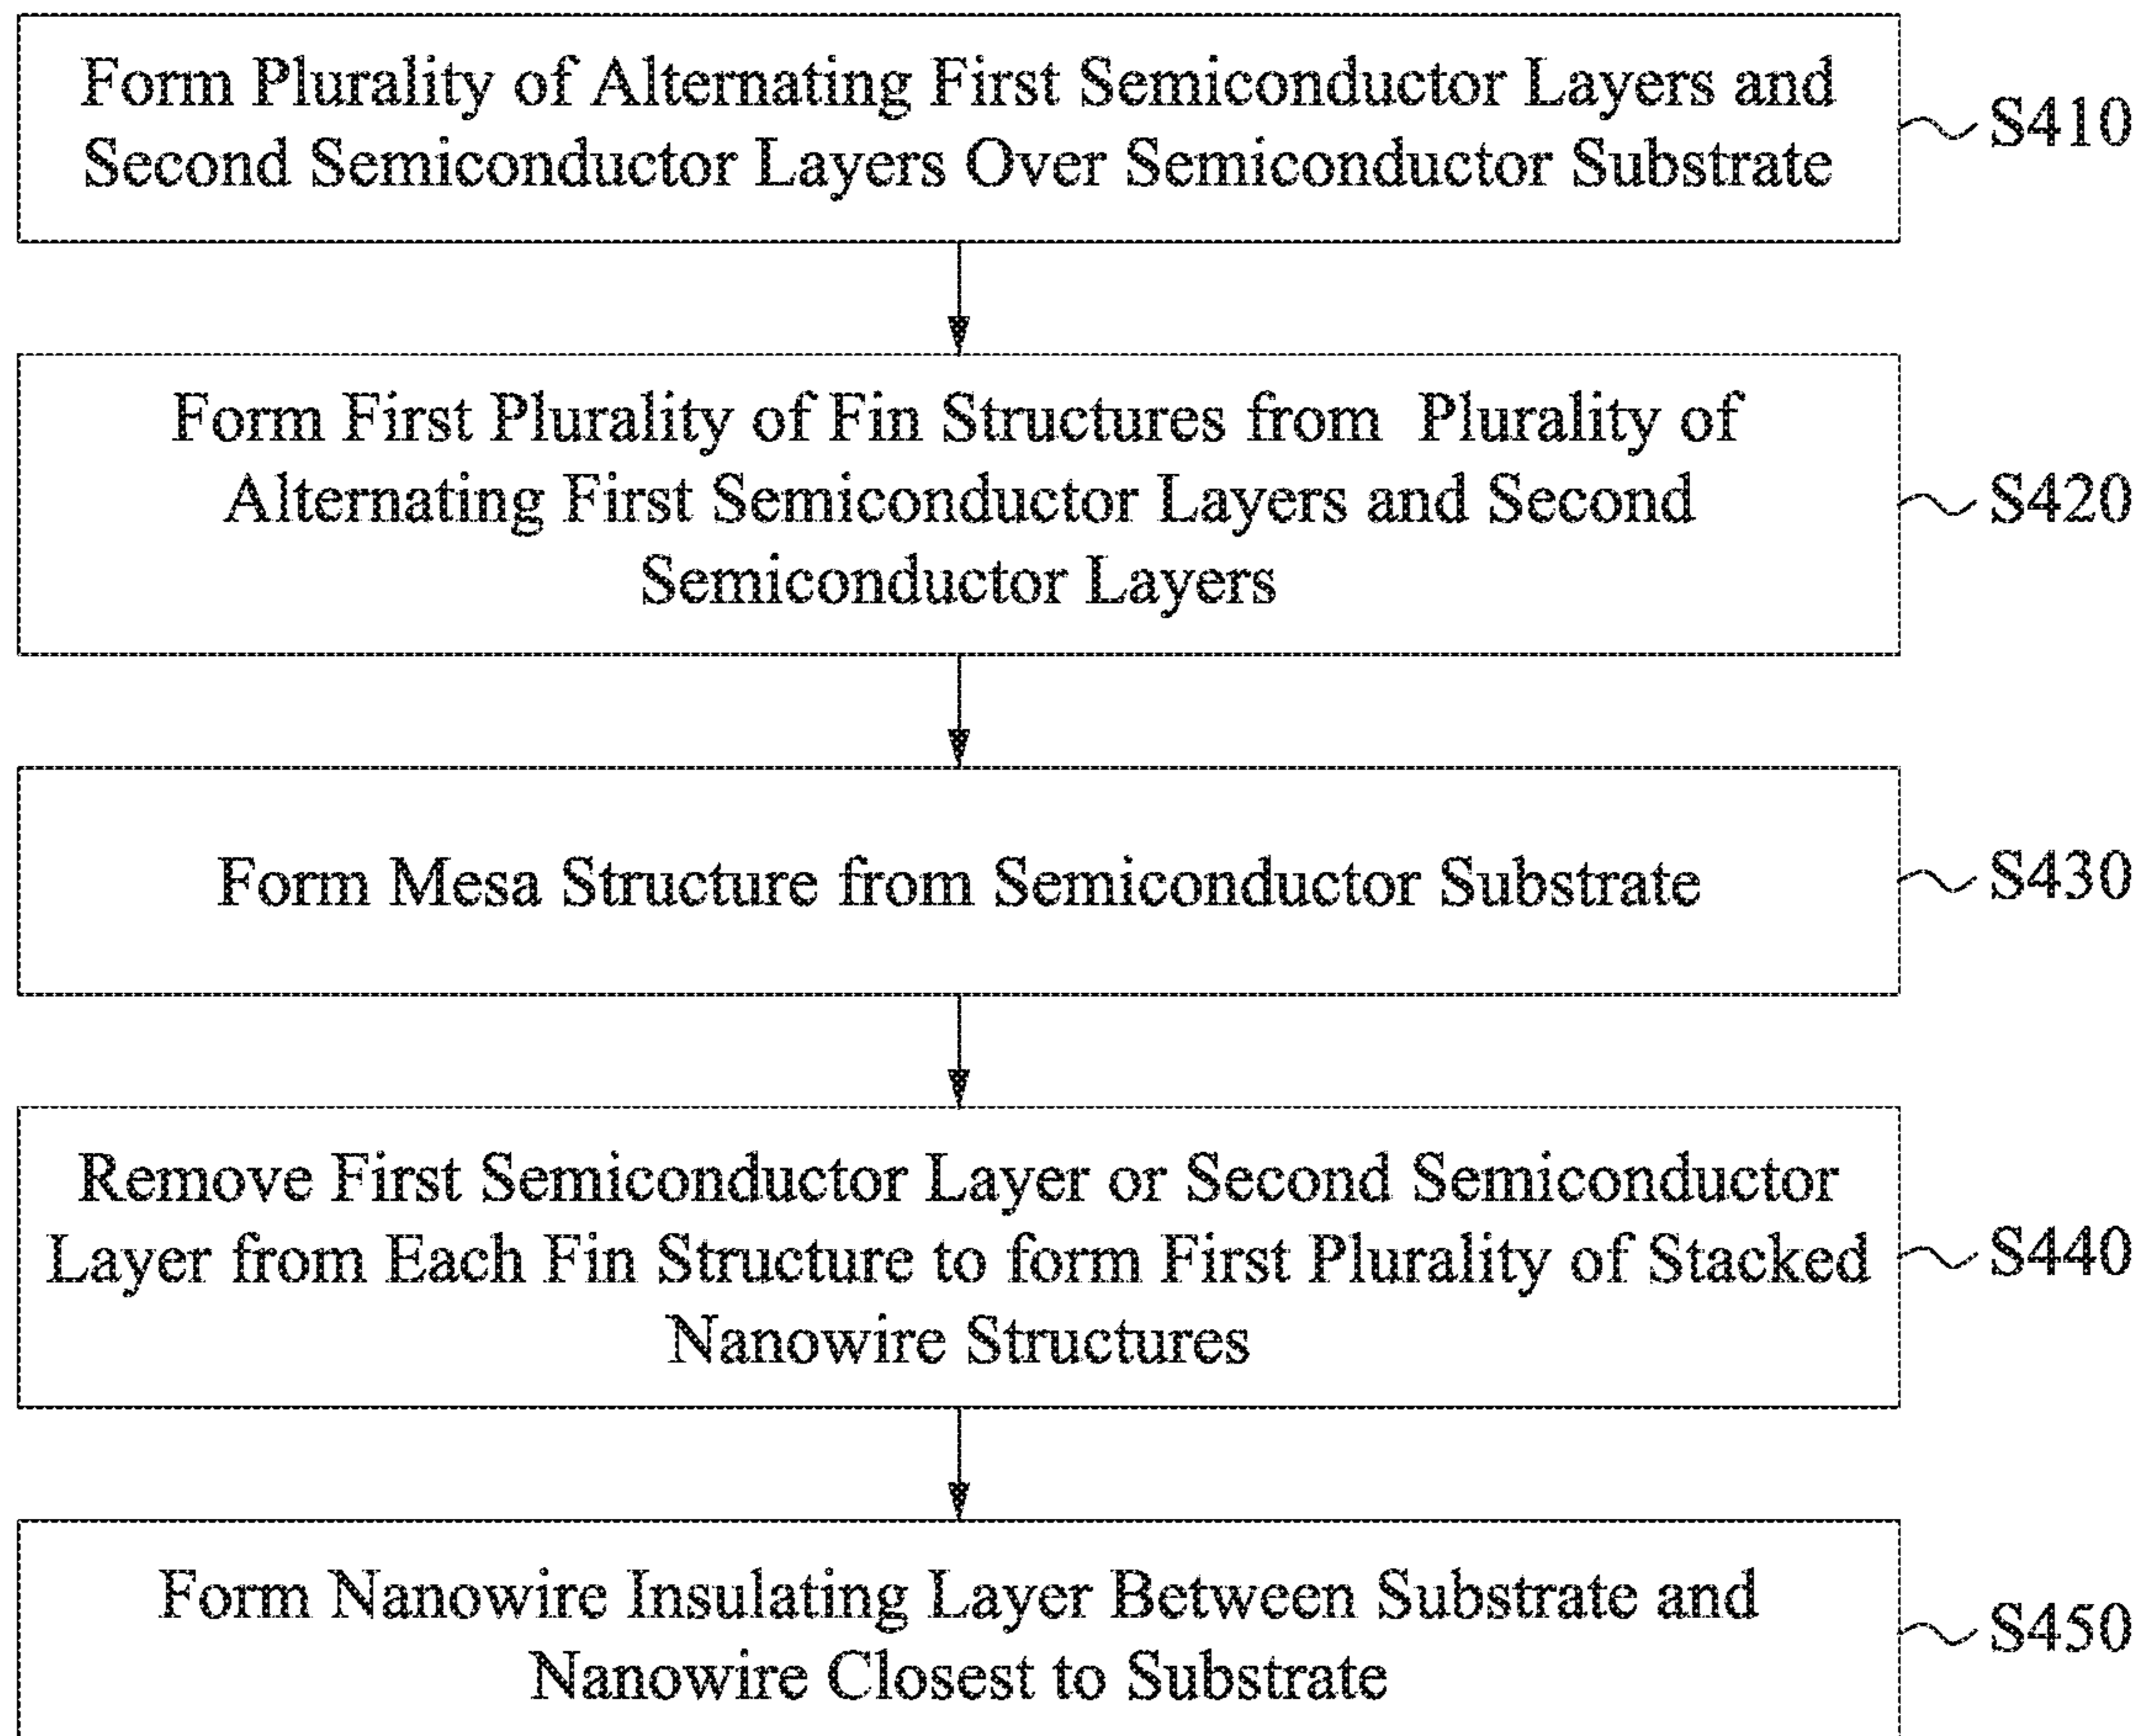 Form Plurality of Alternating First Semiconductor Layers and
Second Semiconductor Layers Over Semiconductor Substrate
S410
Form First Plurality of Fin Structures from Plurality of
Alternating First Semiconductor Layers and Second
Semiconductor Layers
S420
Form Mesa Structure from Semiconductor Substrate
S430
Remove First Semiconductor Layer or Second Semiconductor
Layer from Each Fin Structure to form First Plurality of Stacked
Nanowire Structures
S440
Form Nanowire Insulating Layer Between Substrate and
Nanowire Closest to Substrate
S450